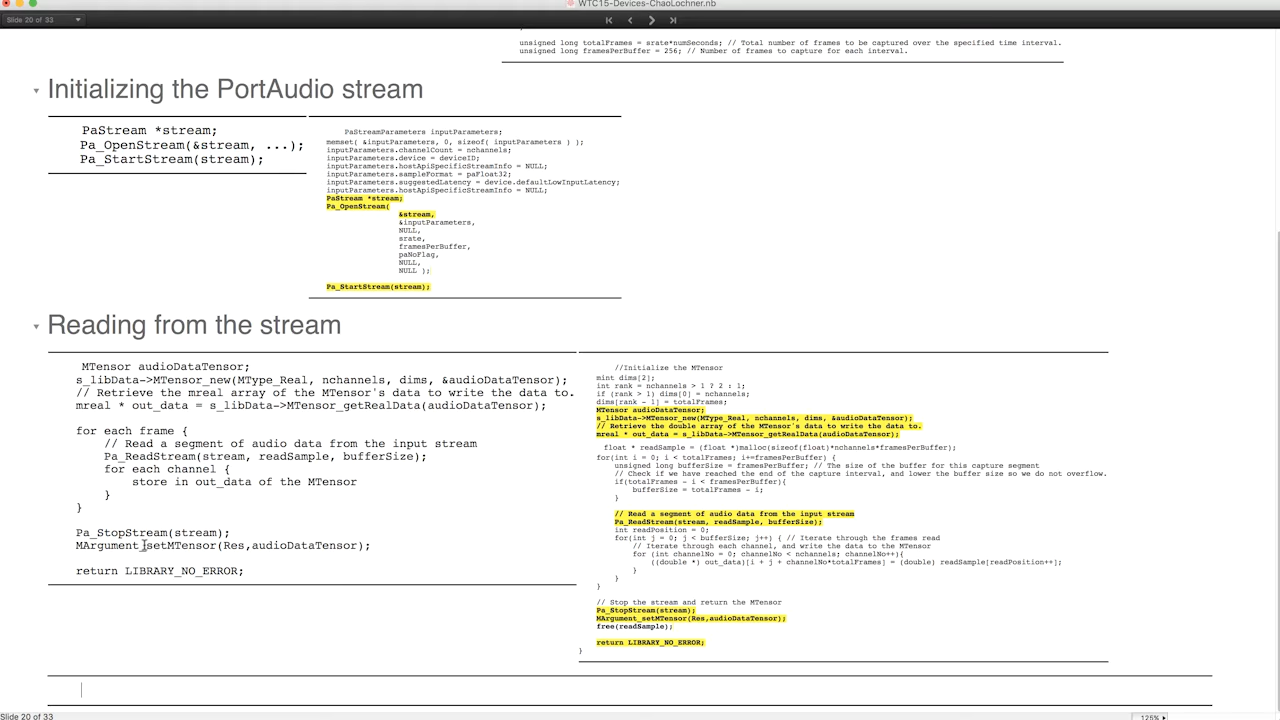 WTC15-Devices-ChaoLochner.nb
Slide 20 of 33
unsigned long totalFrames = srate*numSeconds; // Total number of frames to be captured over the specified time interval.
unsigned long framesPerBuffer = 256; // Number of frames to capture for each interval.
Initializing the PortAudio stream
PaStream *stream;
Pa_OpenStream(&stream, ...);
Pa_StartStream(stream);
PaStreamParameters inputParameters;
memset( &inputParameters, 0, sizeof( inputParameters ) );
inputParameters.channelCount = nchannels;
inputParameters.device = deviceID;
inputParameters.hostApiSpecificStreamInfo = NULL;
inputParameters.sampleFormat = paFloat32;
inputParameters.suggestedLatency = device.defaultLowInputLatency;
inputParameters.hostApiSpecificStreamInfo = NULL;
PaStream *stream;
Pa_OpenStream(
&stream,
&inputParameters,
NULL,
srate,
framesPerBuffer,
paNoFlag,
NULL,
NULL );
Pa_StartStream(stream);
Reading from the stream
MTensor audioDataTensor;
s_libData->MTensor_new(MType_Real, nchannels, dims, &audioDataTensor);
// Retrieve the mreal array of the MTensor's data to write the data to.
mreal * out_data = s_libData->MTensor_getRealData(audioDataTensor);
for each frame {
// Read a segment of audio data from the input stream
Pa_ReadStream(stream, readSample, bufferSize);
for each channel {
store in out_data of the MTensor
}
}
Pa_StopStream(stream);
MArgument_setMTensor(Res,audioDataTensor);
return LIBRARY_NO_ERROR;
//Initialize the MTensor
mint dims[2];
int rank = nchannels > 1 ? 2 : 1;
if (rank > 1) dims[0] = nchannels;
dims[rank - 1] = totalFrames;
MTensor audioDataTensor;
s_libData->MTensor_new(MType_Real, nchannels, dims, &audioDataTensor);
// Retrieve the double array of the MTensor's data to write the data to.
mreal * out_data = s_libData->MTensor_getRealData(audioDataTensor);
float * readSample = (float *)malloc(sizeof(float)*nchannels*framesPerBuffer);
for(int i = 0; i < totalFrames; i+=framesPerBuffer) {
unsigned long bufferSize = framesPerBuffer; // The size of the buffer for this capture segment
// Check if we have reached the end of the capture interval, and lower the buffer size so we do not overflow.
if(totalFrames - i < framesPerBuffer){
bufferSize = totalFrames - i;
}
// Read a segment of audio data from the input stream
Pa_ReadStream(stream, readSample, bufferSize);
int readPosition = 0;
for(int j = 0; j < bufferSize; j++) { // Iterate through the frames read
// Iterate through each channel, and write the data to the MTensor
for (int channelNo = 0; channelNo < nchannels; channelNo++){
((double *) out_data)[i + j + channelNo*totalFrames] = (double) readSample[readPosition++];
}
}
}
// Stop the stream and return the MTensor
Pa_StopStream(stream);
MArgument_setMTensor(Res,audioDataTensor);
free(readSample);
return LIBRARY_NO_ERROR;
}
Slide 20 of 33
125%